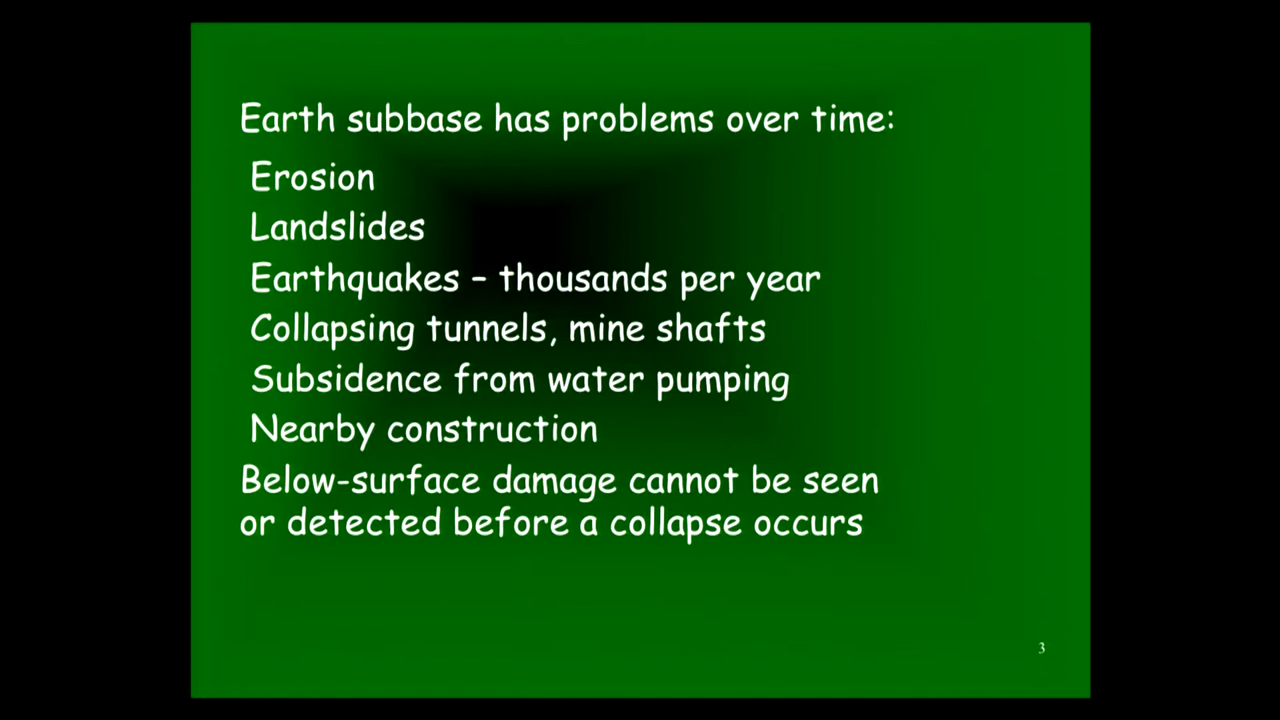 Earth subbase has problems over time:
Erosion
Landslides
Earthquakes – thousands per year
Collapsing tunnels, mine shafts
Subsidence from water pumping
Nearby construction
Below-surface damage cannot be seen
or detected before a collapse occurs
3